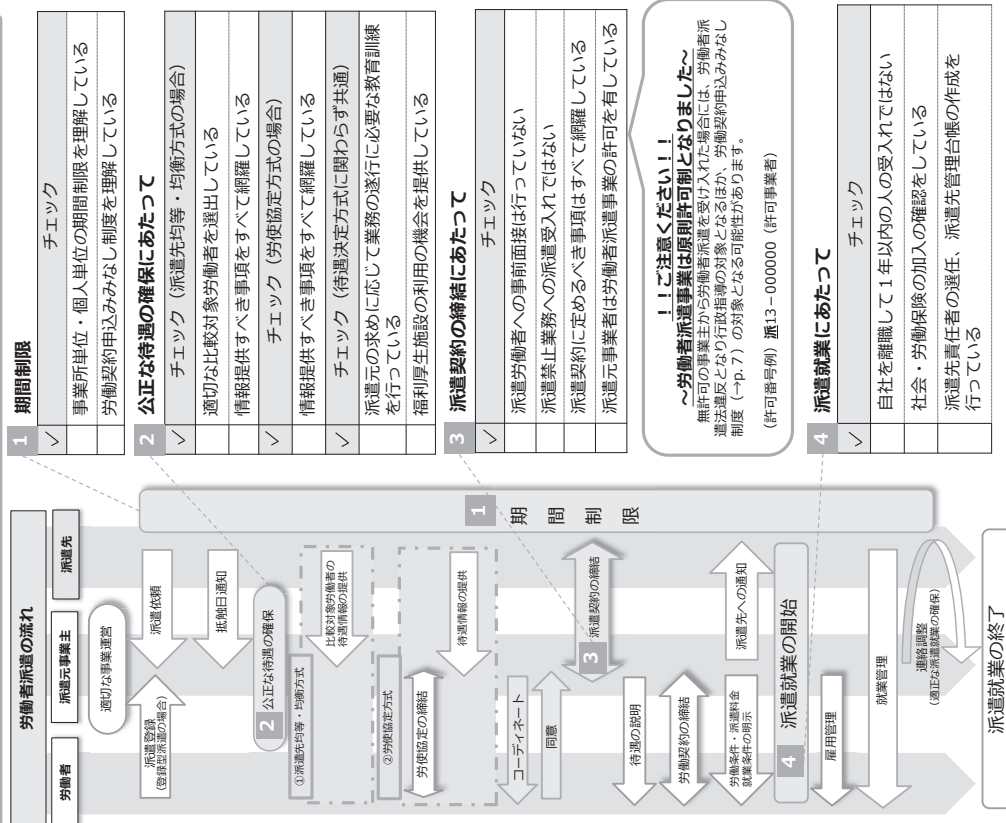 労働者派遣の流れ
労働者
派遣元事業主
派遣先
適切な事業運営
派遣登録
(登録型派遣の場合)
派遣依頼
抵触日通知
2 公正な待遇の確保
①派遣先均等・均衡方式
比較対象労働者の
待遇情報の提供
②労使協定方式
労使協定の締結
待遇情報の提供
コーディネート
同意
3
派遣契約の締結
待遇の説明
労働契約の締結
労働条件・派遣料金
就業条件の明示
派遣先への通知
4 派遣就業の開始
雇用管理
就業管理
連絡調整
(適正な派遣就業の確保)
派遣就業の終了
1 期間制限
1 期間制限
✓ チェック
事業所単位・個人単位の期間制限を理解している
労働契約申込みみなし制度を理解している
2 公正な待遇の確保にあたって
✓ チェック（派遣先均等・均衡方式の場合）
適切な比較対象労働者を選出している
情報提供すべき事項をすべて網羅している
✓ チェック（労使協定方式の場合）
情報提供すべき事項をすべて網羅している
✓ チェック（待遇決定方式に関わらず共通）
派遣元の求めに応じて業務の遂行に必要な教育訓練
を行っている
福利厚生施設の利用の機会を提供している
3 派遣契約の締結にあたって
✓ チェック
派遣労働者への事前面接は行っていない
派遣禁止業務への派遣受入れではない
派遣契約に定めるべき事項はすべて網羅している
派遣元事業者は労働者派遣事業の許可を有している
！！ご注意ください！！
～労働者派遣事業は原則許可制となりました～
無許可の事業主から労働者派遣を受け入れた場合には、労働者派
遣法違反となり行政指導の対象となるほか、労働契約申込みみなし
制度（→p.７）の対象となる可能性があります。
（許可番号例）派13－000000（許可事業者）
4 派遣就業にあたって
✓ チェック
自社を離職して１年以内の人の受入れではない
社会・労働保険の加入の確認をしている
派遣先責任者の選任、派遣先管理台帳の作成を
行っている